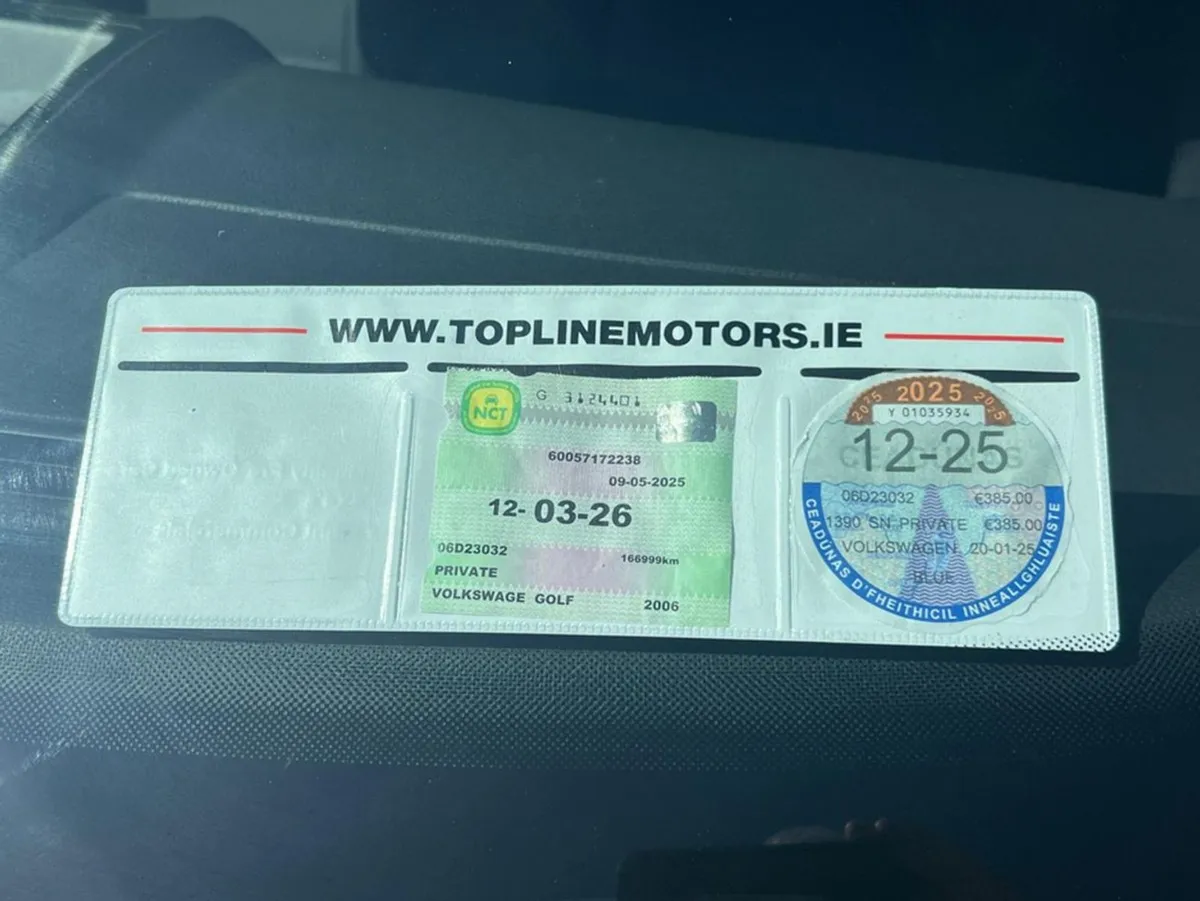 WWW.TOPLINEMOTORS.IE
NCT
G 3124401
60057172238
09-05-2025
12- 03-26
06D23032
166999km
PRIVATE
VOLKSWAGE GOLF 2006
2025 2025 2025
Y 01035934
12-25
06D23032 €385.00
1390 SN PRIVATE €385.00
VOLKSWAGEN 20-01-25
BLUE
CEADÚNAS D'FHEITHICIL INNEALLGHLUAISTE